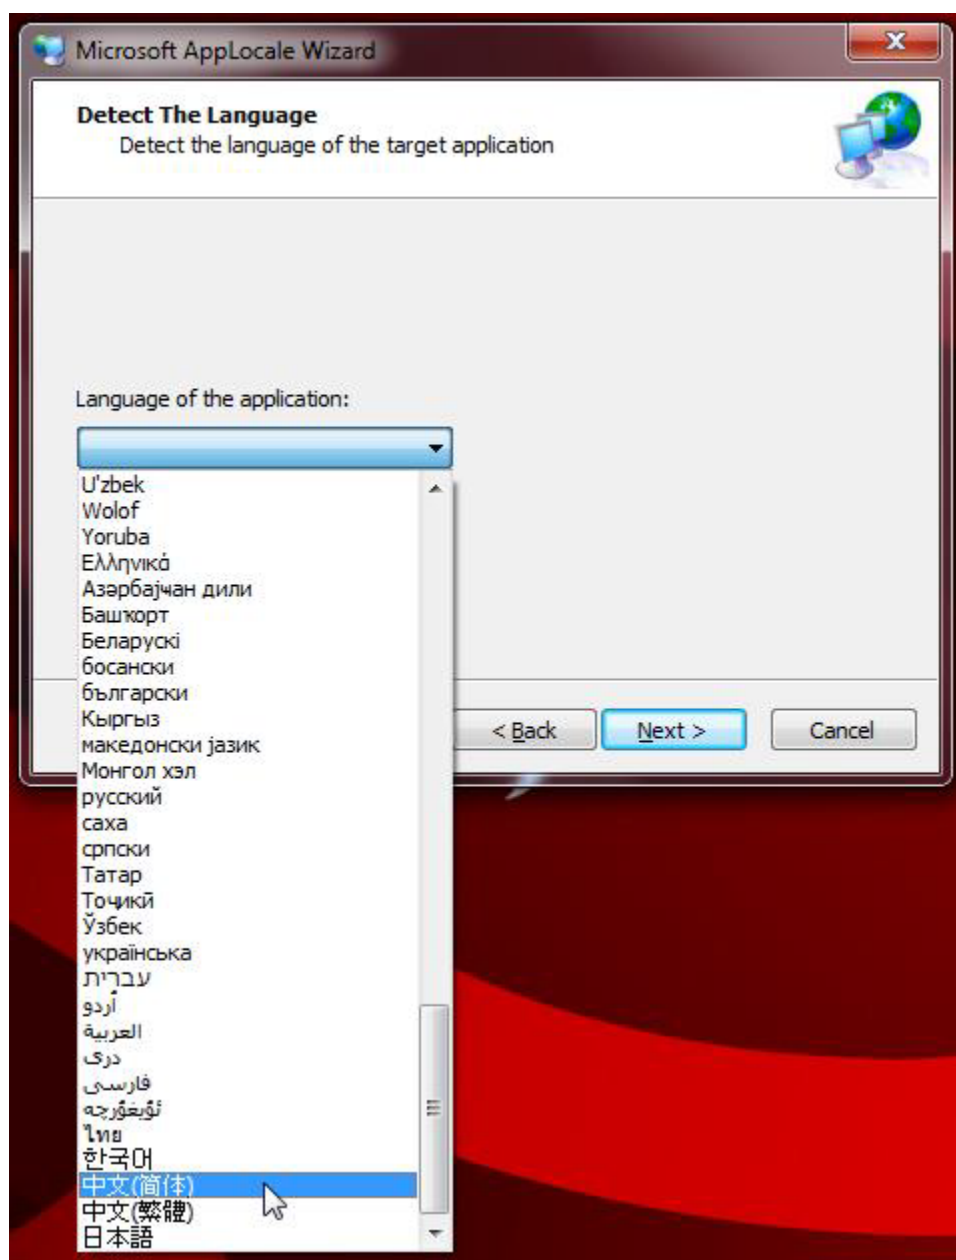 Microsoft AppLocale Wizard
Detect The Language
Detect the language of the target application
Language of the application:
U'zbek
Wolof
Yoruba
Ελληνικά
Азәрбајҹан дили
Башҡорт
Беларускі
босански
български
Кыргыз
македонски јазик
Монгол хэл
русский
саха
српски
Татар
Тоҷикӣ
Ўзбек
україньска
עברית
اُردو
العربية
درى
فارسى
ئۇيغۇرچە
ไทย
한국어
中文(简体)
中文(繁體)
日本語
< Back
Next >
Cancel